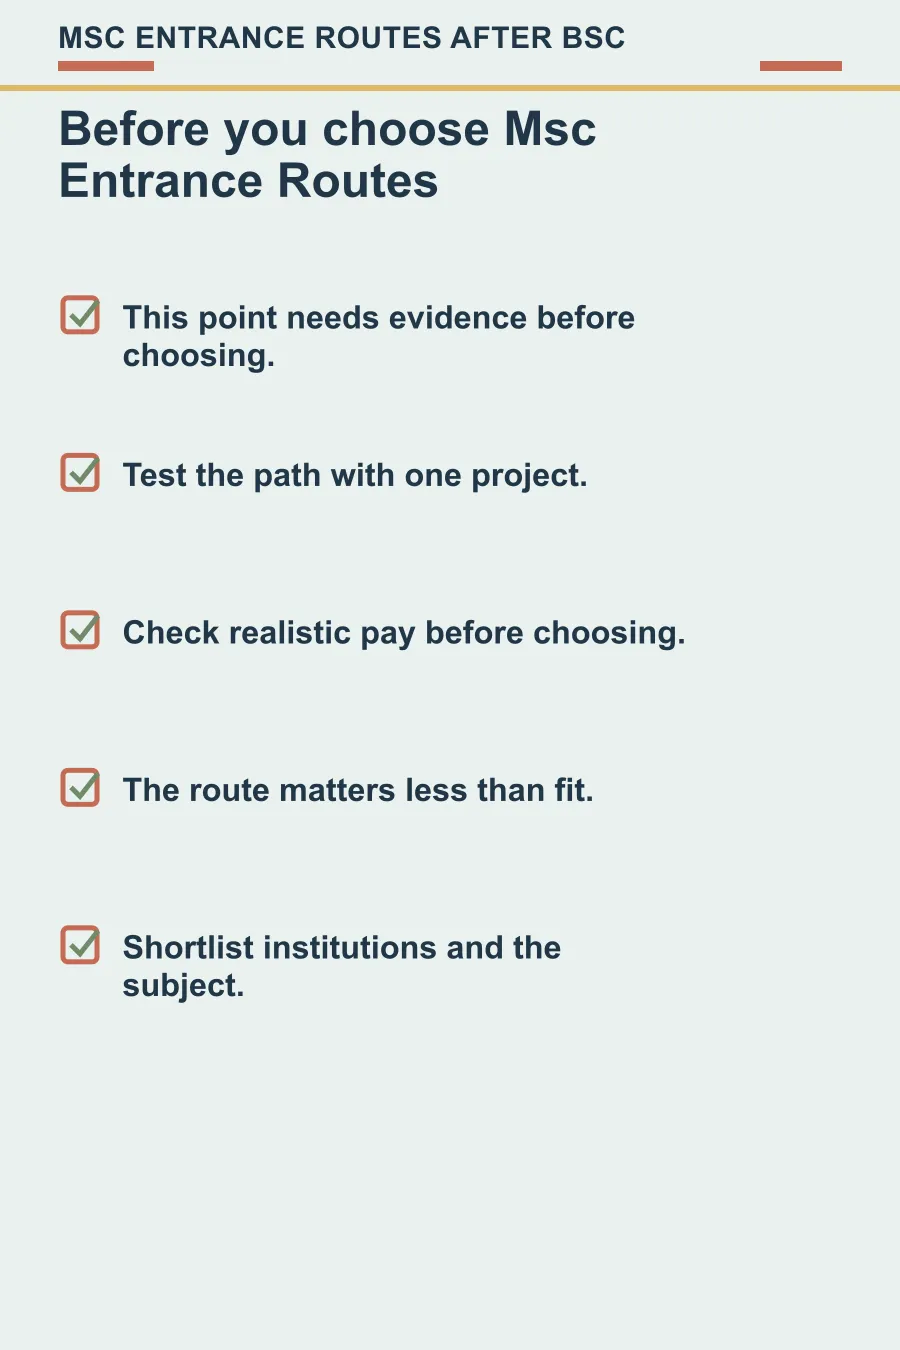 MSC ENTRANCE ROUTES AFTER BSC
Before you choose Msc
Entrance Routes
This point needs evidence before
choosing.
Test the path with one project.
Check realistic pay before choosing.
The route matters less than fit.
Shortlist institutions and the
subject.